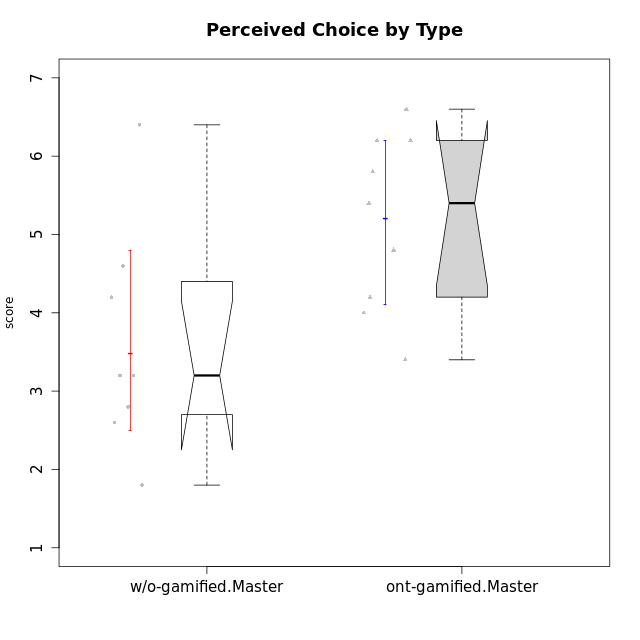 Perceived Choice by Type
score
7
6
5
4
3
2
1
w/o-gamified.Master
ont-gamified.Master